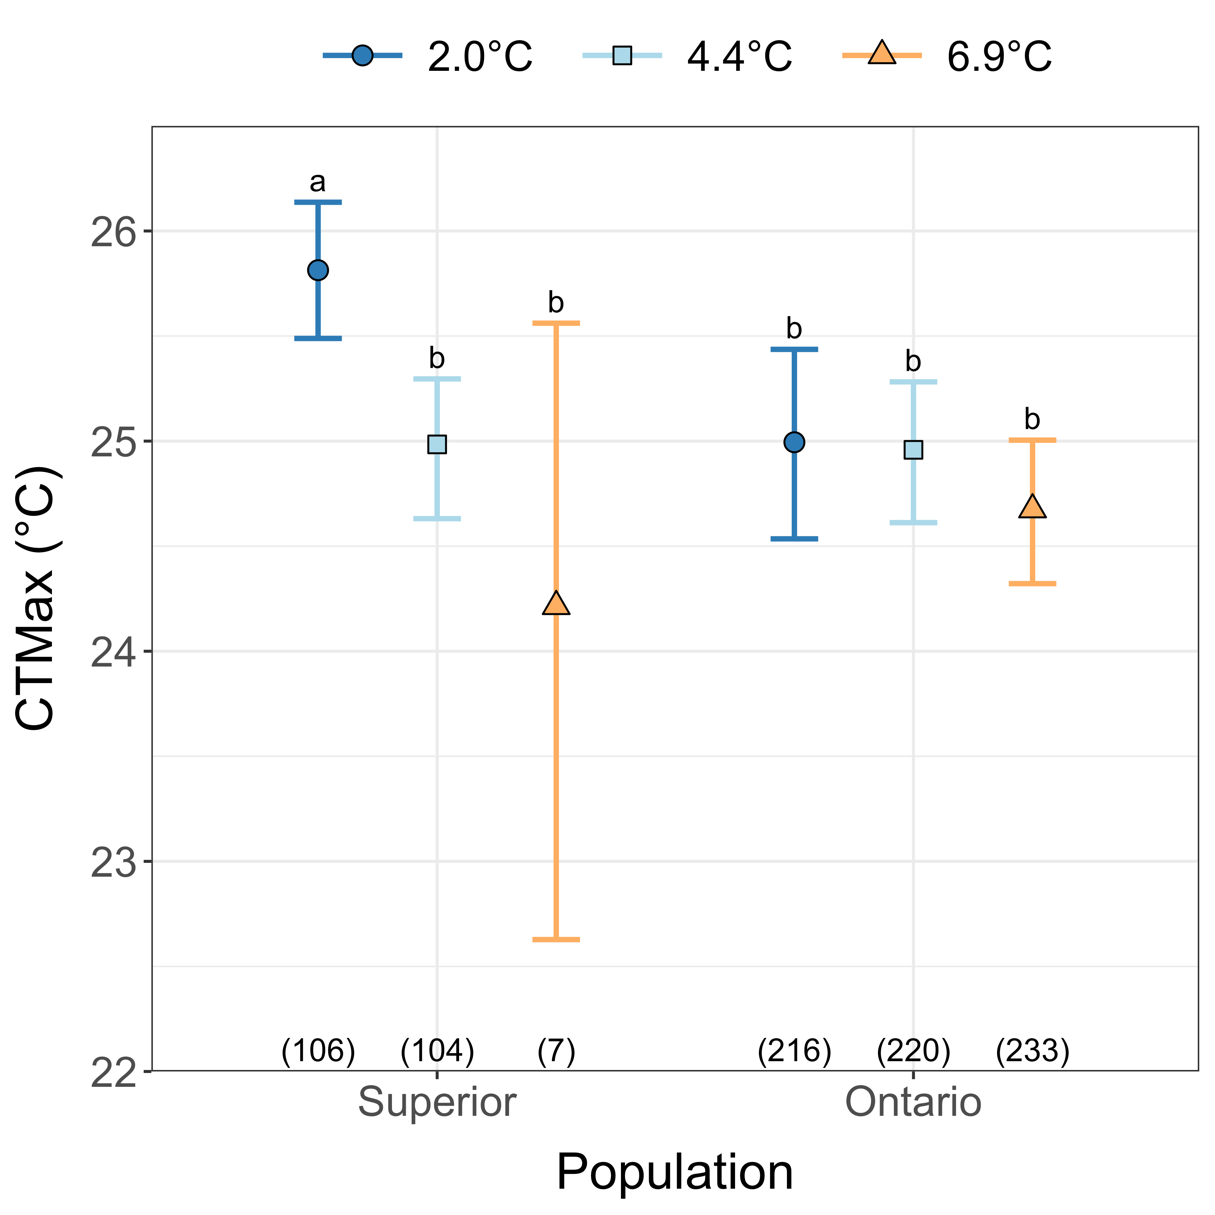 2.0°C 4.4°C 6.9°C
a
26
b
b
b
b
25
b
24
23
(106) (104) (7) (216) (220) (233)
22
Superior Ontario
Population
CTMax (°C)